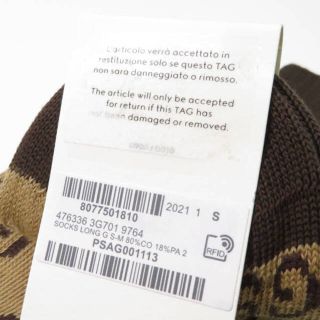 L'articolo verrà accettato in
restituzione solo se questo TAG
non sarà danneggiato o rimosso.
The article will only be accepted
for return if this TAG has
not been damaged or removed.
8077501810
2021 1 S
476336 3G701 9764
SOCKS LONG G S-M 80%CO 18%PA 2
PSAG001113
RFID